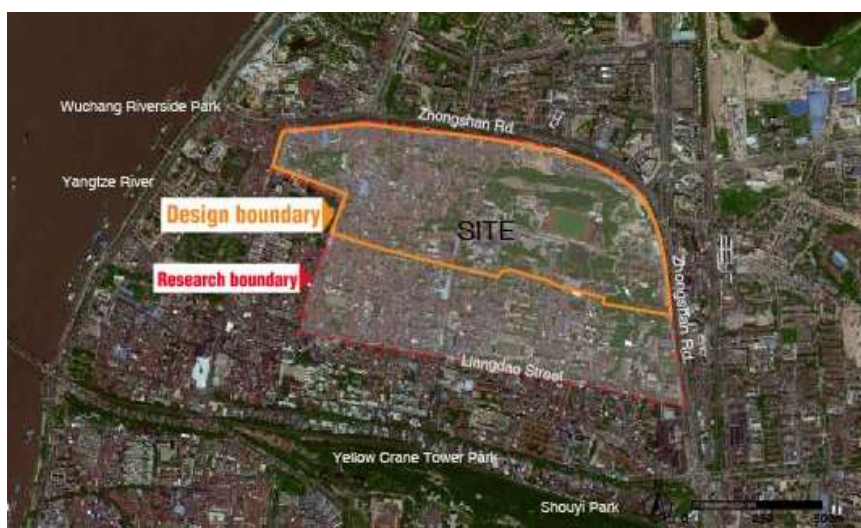 Zhongshan Rd.
Wuchang Riverside Park
Yangtze River
Design boundary
SITE
Research boundary
Zhongshan Rd.
Liangdao Street
Yellow Crane Tower Park
Shouyi Park